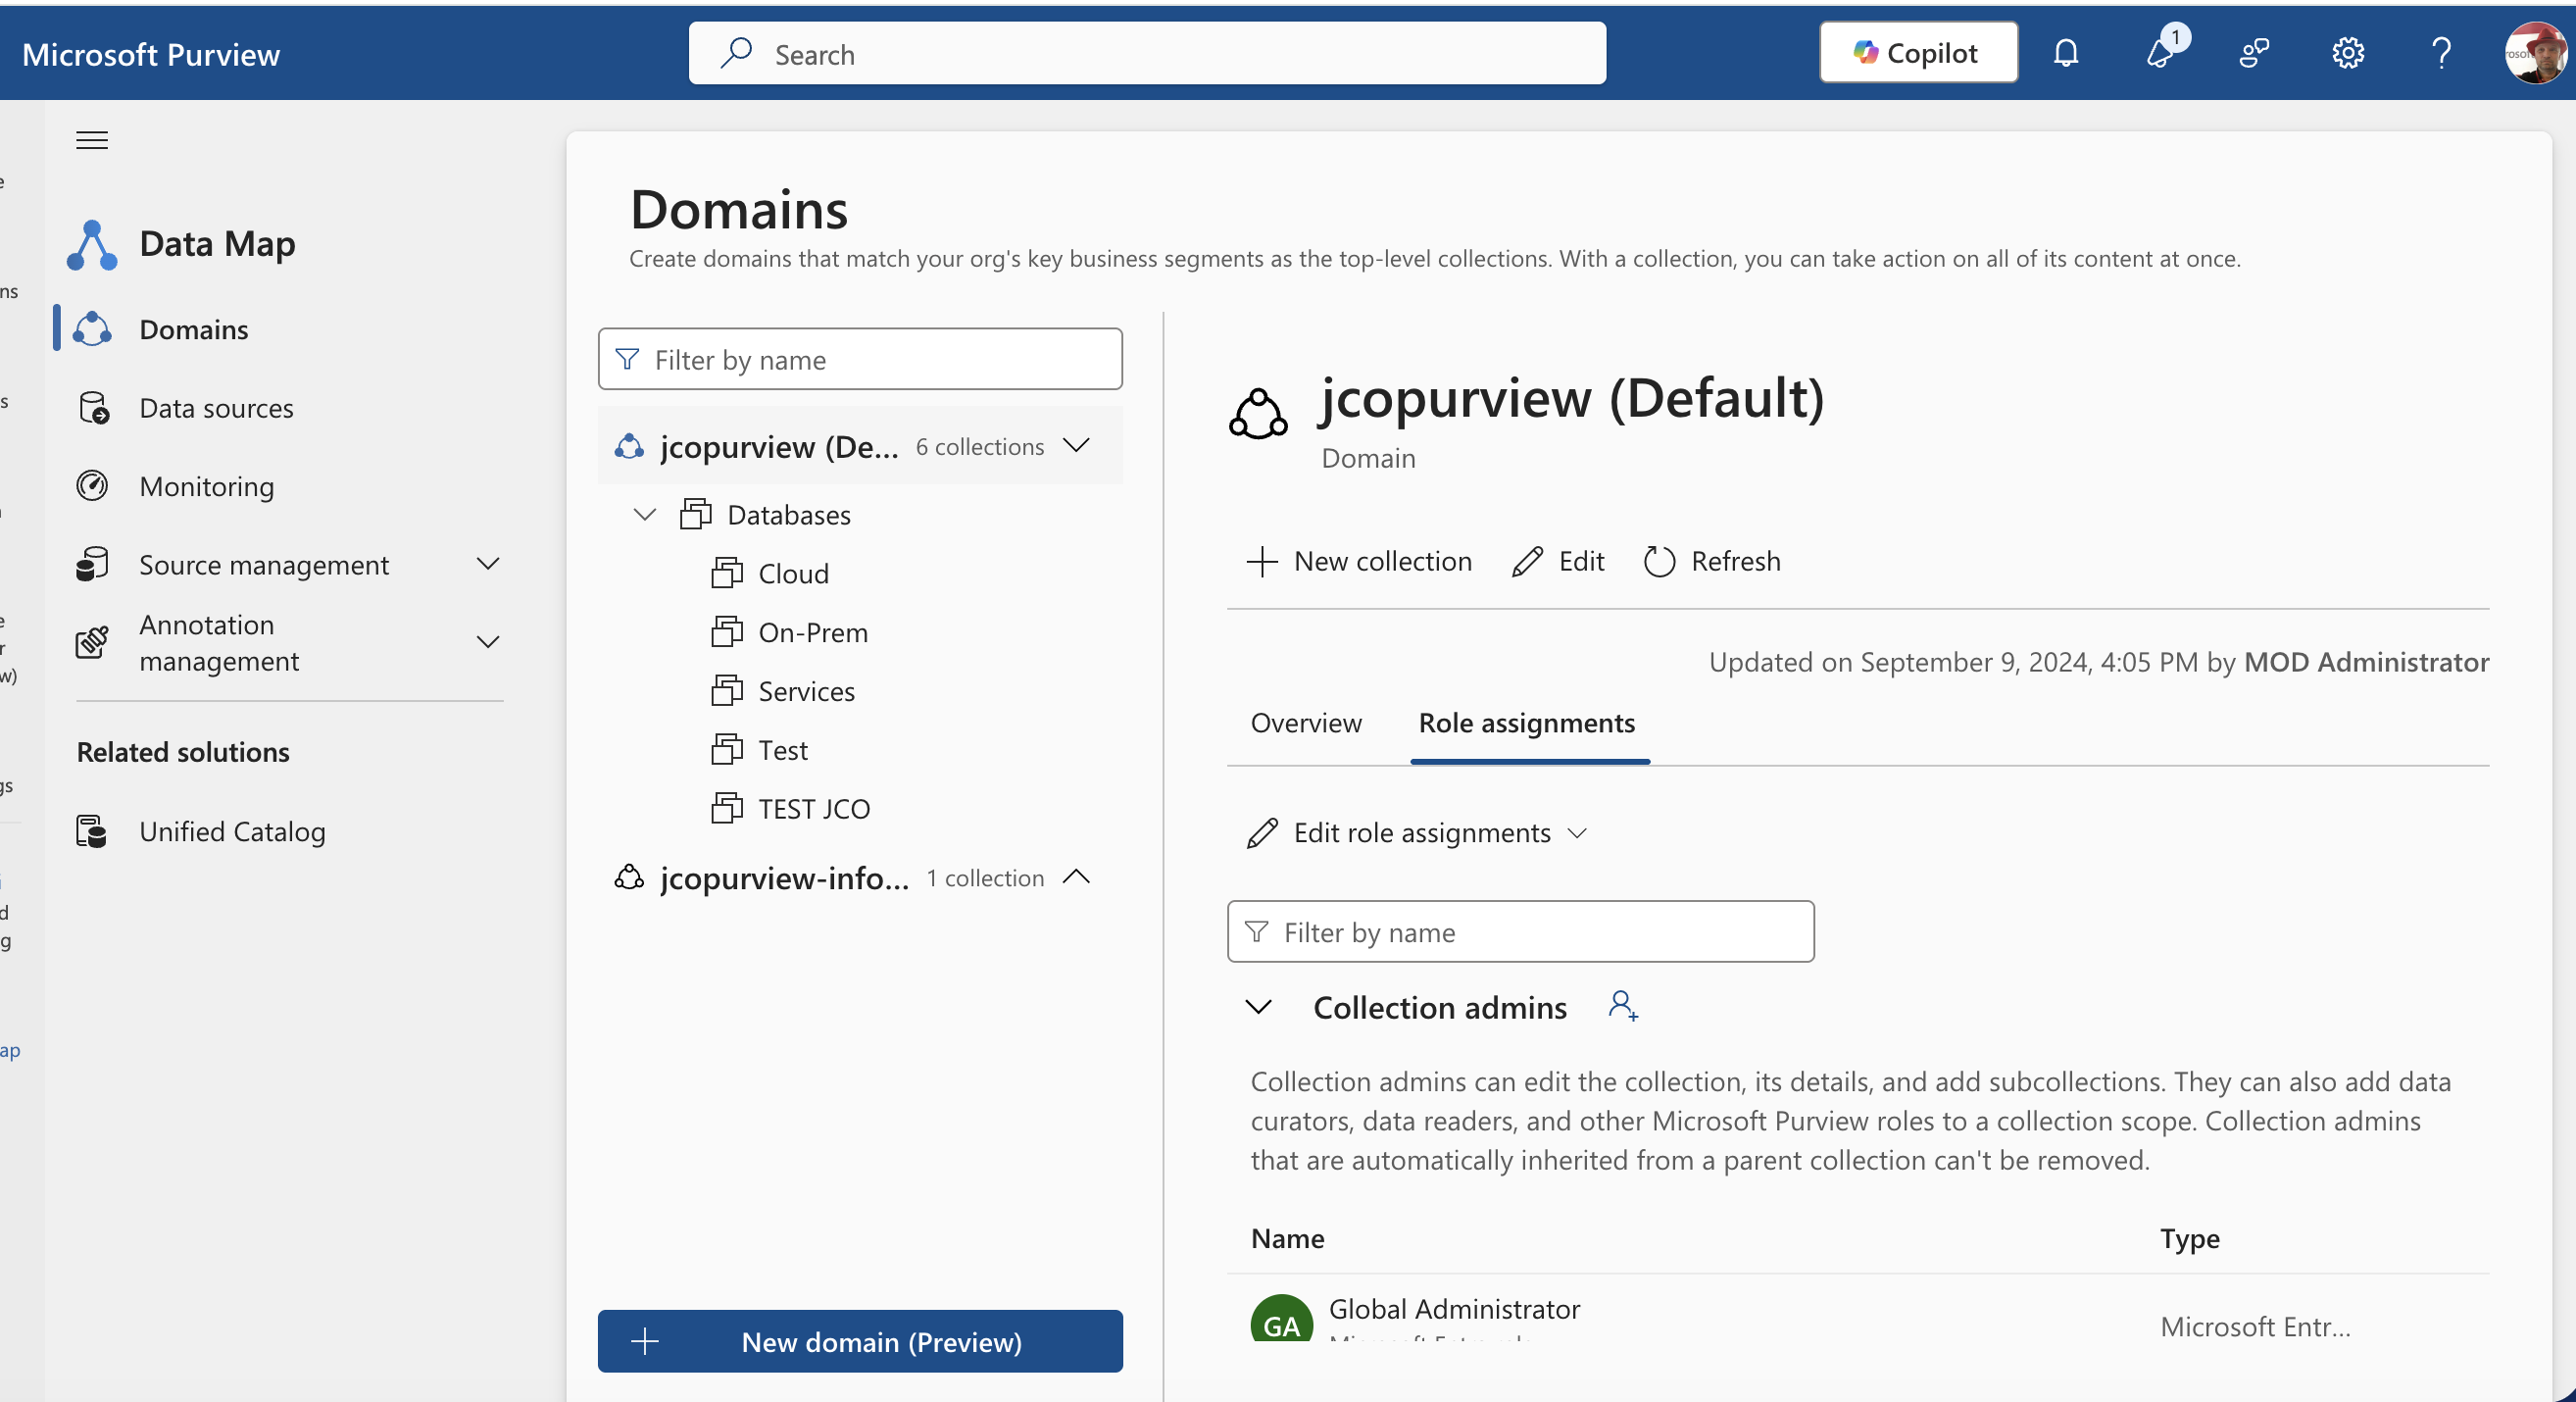 Microsoft Purview
Search
Copilot
1
Data Map
Domains
Data sources
Monitoring
Source management
Annotation
management
Related solutions
Unified Catalog
Domains
Create domains that match your org's key business segments as the top-level collections. With a collection, you can take action on all of its content at once.
Filter by name
jcopurview (De... 6 collections
Databases
Cloud
On-Prem
Services
Test
TEST JCO
jcopurview-info... 1 collection
New domain (Preview)
jcopurview (Default)
Domain
New collection Edit Refresh
Updated on September 9, 2024, 4:05 PM by MOD Administrator
Overview Role assignments
Edit role assignments
Filter by name
Collection admins
Collection admins can edit the collection, its details, and add subcollections. They can also add data
curators, data readers, and other Microsoft Purview roles to a collection scope. Collection admins
that are automatically inherited from a parent collection can't be removed.
Name Type
GA Global Administrator
Microsoft Entr...